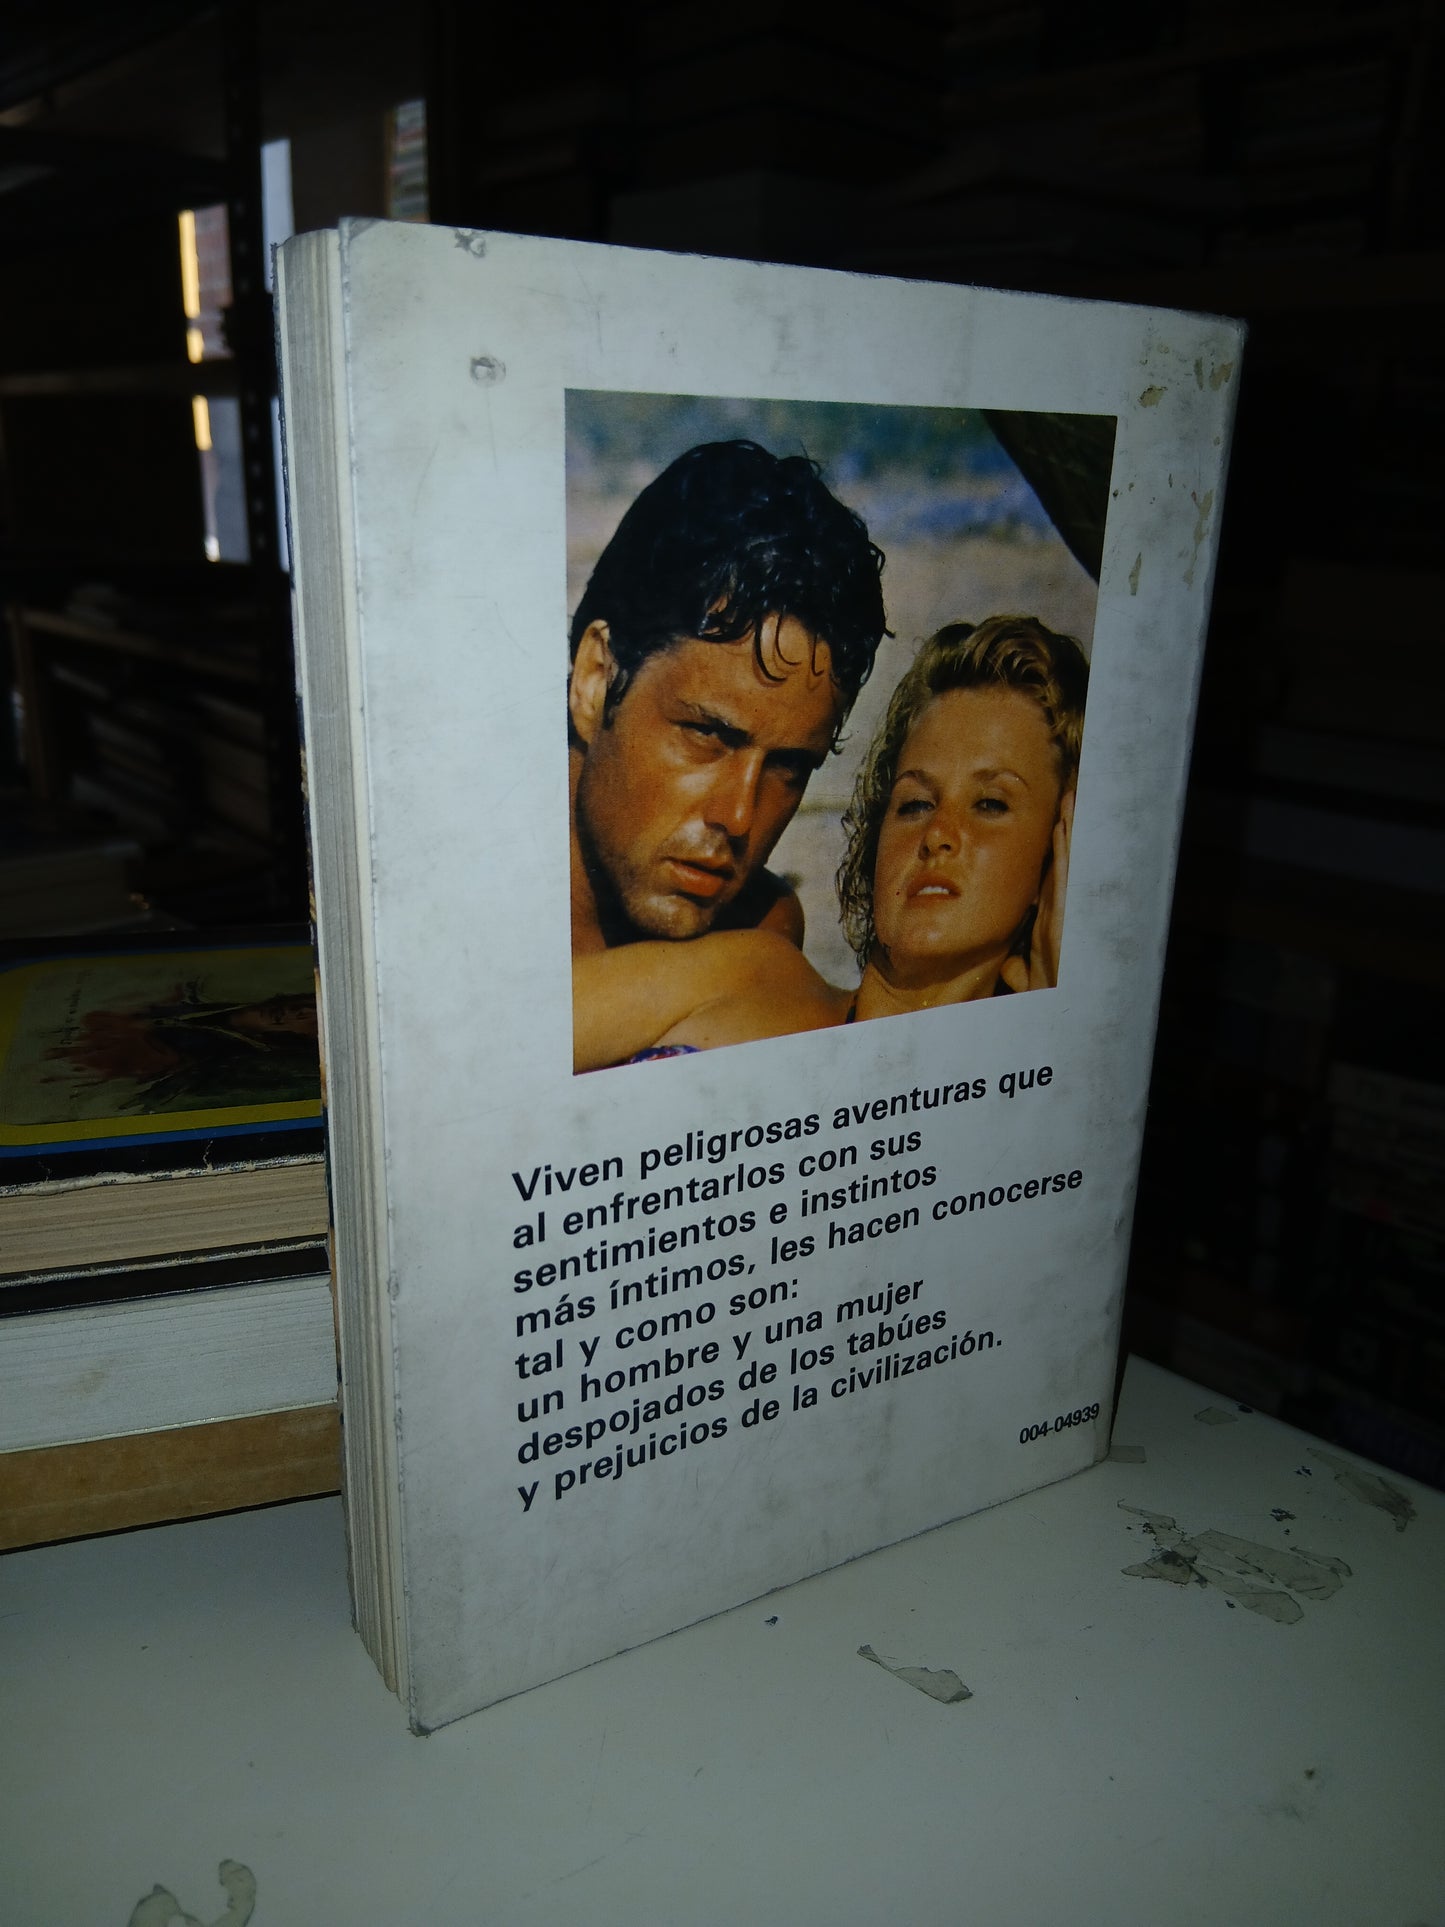 Viven peligrosas aventuras que
al enfrentarlos con sus
sentimientos e instintos
más íntimos, les hacen conocerse
tal y como son:
un hombre y una mujer
despojados de los tabúes
y prejuicios de la civilización.
004-04939